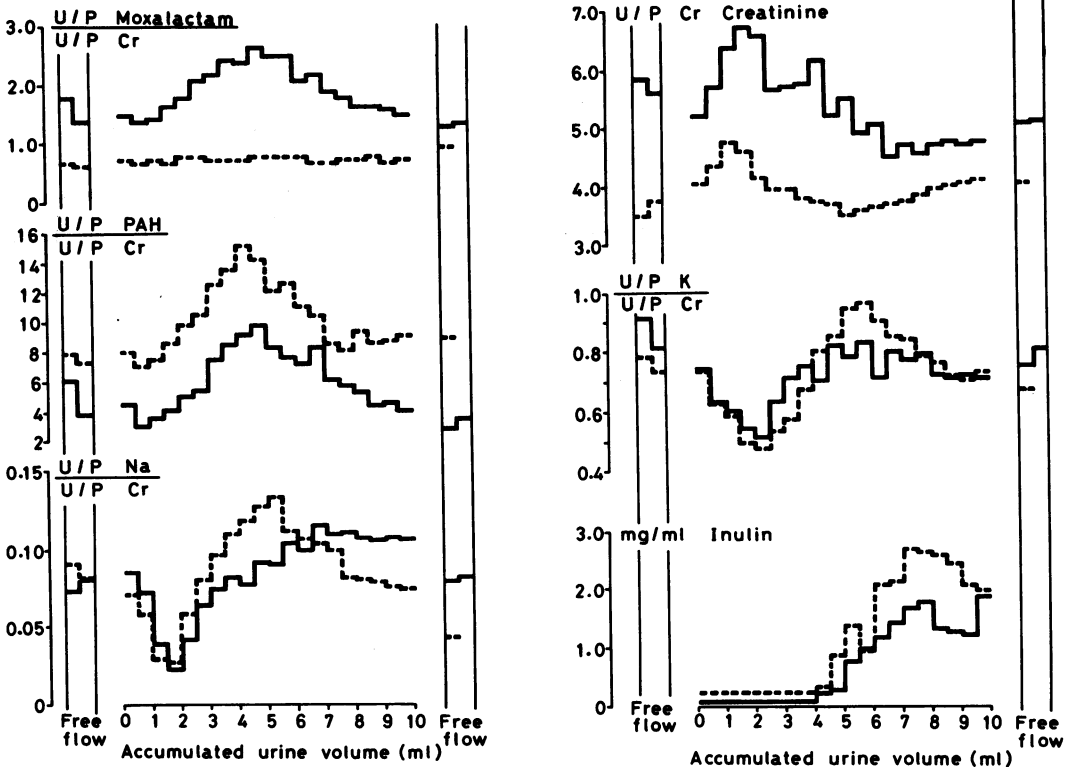 U/P Moxalactam
U/P Cr
3.0
2.0
1.0
0
U/P PAH
U/P Cr
16
14
12
10
8
6
4
2
U/P Na
U/P Cr
0.15
0.10
0.05
0
Free flow
0 1 2 3 4 5 6 7 8 9 10
Free flow
Accumulated urine volume (ml)
U/P Cr Creatinine
7.0
6.0
5.0
4.0
3.0
U/P K
U/P Cr
1.0
0.8
0.6
0.4
mg/ml Inulin
3.0
2.0
1.0
0
Free flow
0 1 2 3 4 5 6 7 8 9 10
Free flow
Accumulated urine volume (ml)